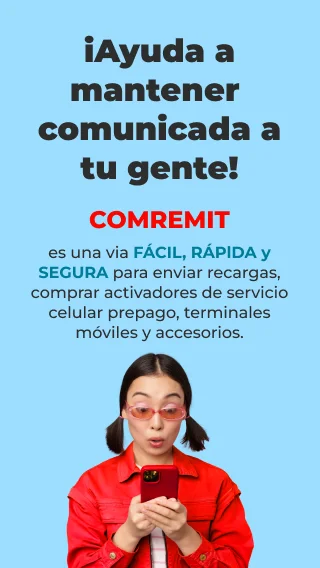 ¡Ayuda a
mantener
comunicada a
tu gente!
COMREMIT
es una via FÁCIL, RÁPIDA y
SEGURA para enviar recargas,
comprar activadores de servicio
celular prepago, terminales
móviles y accesorios.